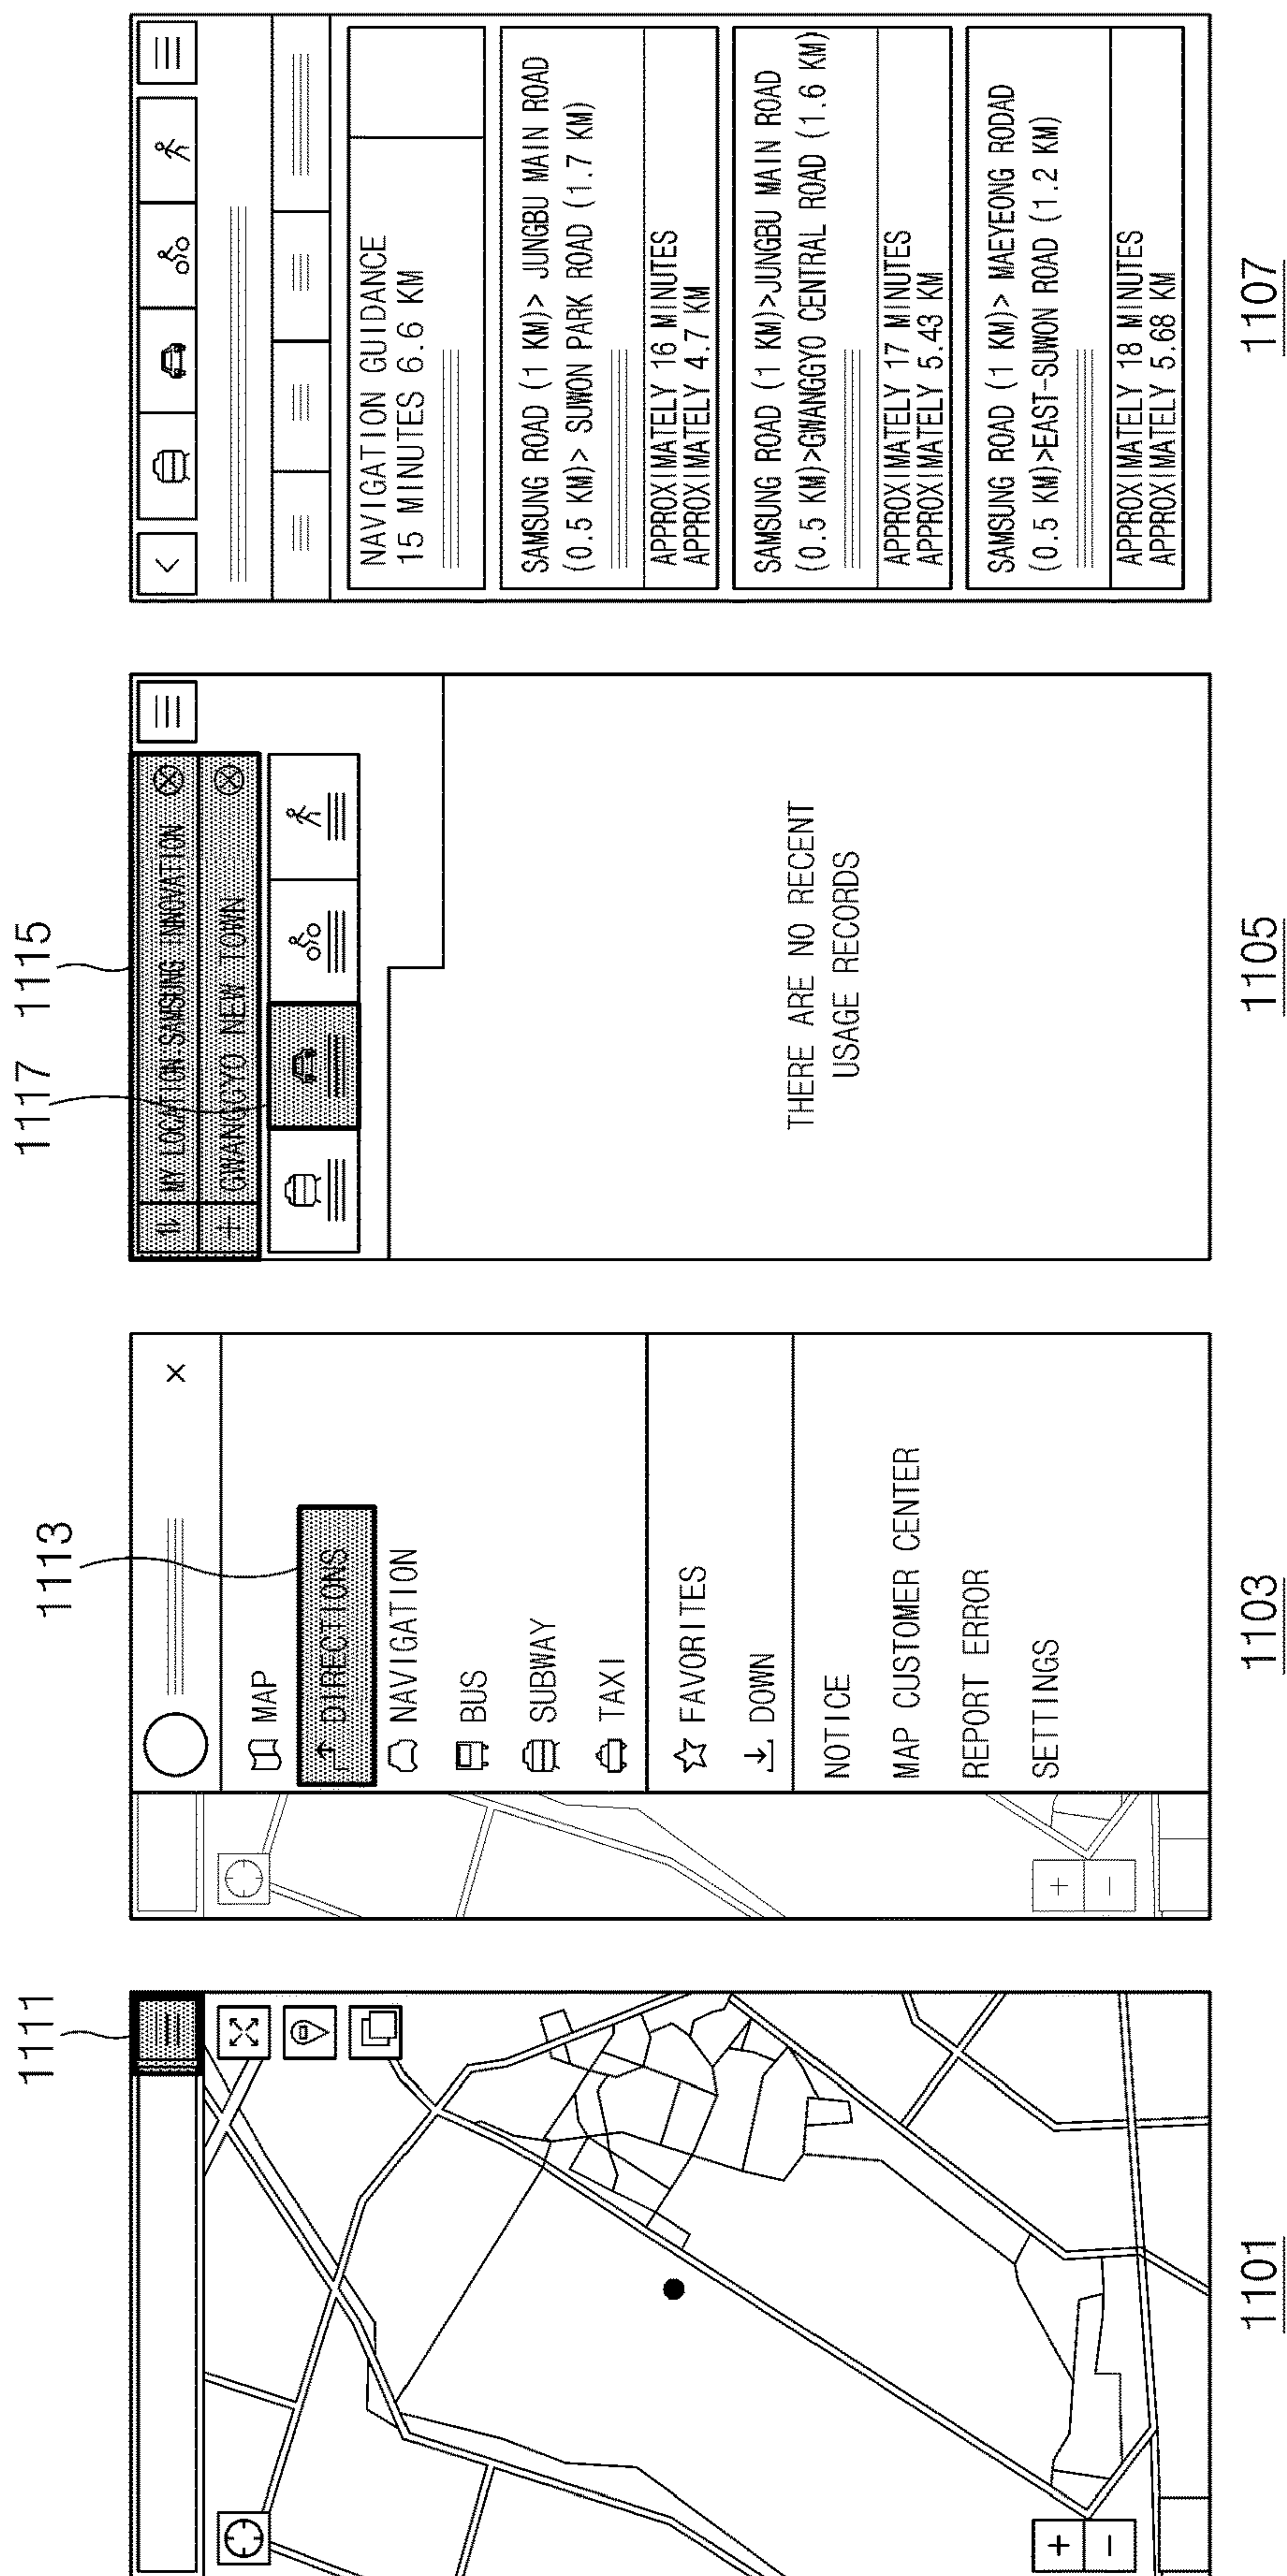 1111
1101
1113
×
MAP
DIRECTIONS
NAVIGATION
BUS
SUBWAY
TAXI
FAVORITES
DOWN
NOTICE
MAP CUSTOMER CENTER
REPORT ERROR
SETTINGS
+
−
1103
1117
1115
MY LOCATION SAMSUNG INNOVATION
+ GWANGGYO NEW TOWN
THERE ARE NO RECENT
USAGE RECORDS
1105
<
NAVIGATION GUIDANCE
15 MINUTES 6.6 KM
SAMSUNG ROAD (1 KM)> JUNGBU MAIN ROAD
(0.5 KM)> SUWON PARK ROAD (1.7 KM)
APPROXIMATELY 16 MINUTES
APPROXIMATELY 4.7 KM
SAMSUNG ROAD (1 KM)>JUNGBU MAIN ROAD
(0.5 KM)>GWANGGYO CENTRAL ROAD (1.6 KM)
APPROXIMATELY 17 MINUTES
APPROXIMATELY 5.43 KM
SAMSUNG ROAD (1 KM)> MAEYEONG RODAD
(0.5 KM)>EAST-SUWON ROAD (1.2 KM)
APPROXIMATELY 18 MINUTES
APPROXIMATELY 5.68 KM
1107